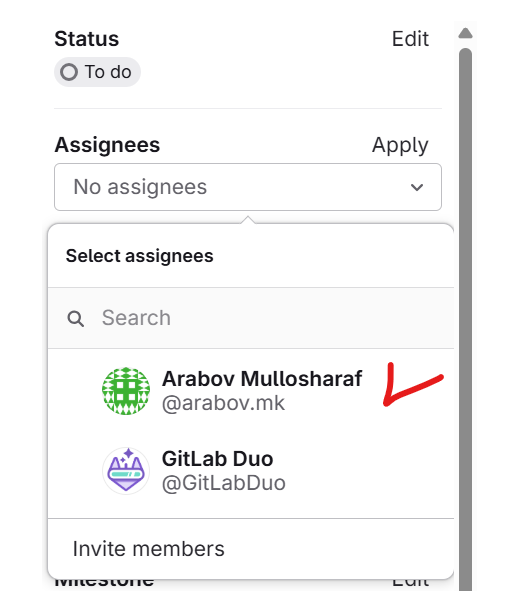 Status Edit
To do
Assignees Apply
No assignees
Select assignees
Search
Arabov Mullosharaf
@arabov.mk
GitLab Duo
@GitLabDuo
Invite members
Milestone Edit